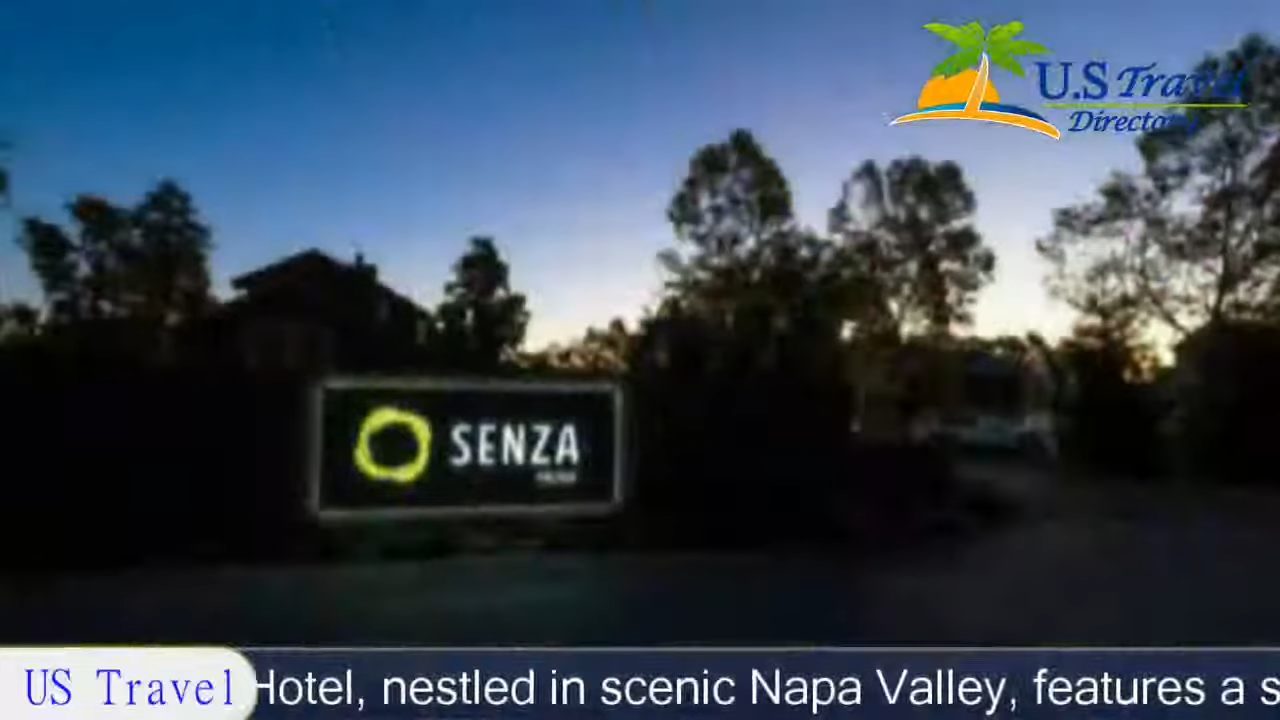 U.S Travel
Directory
SENZA
US Travel
Hotel, nestled in scenic Napa Valley, features a s